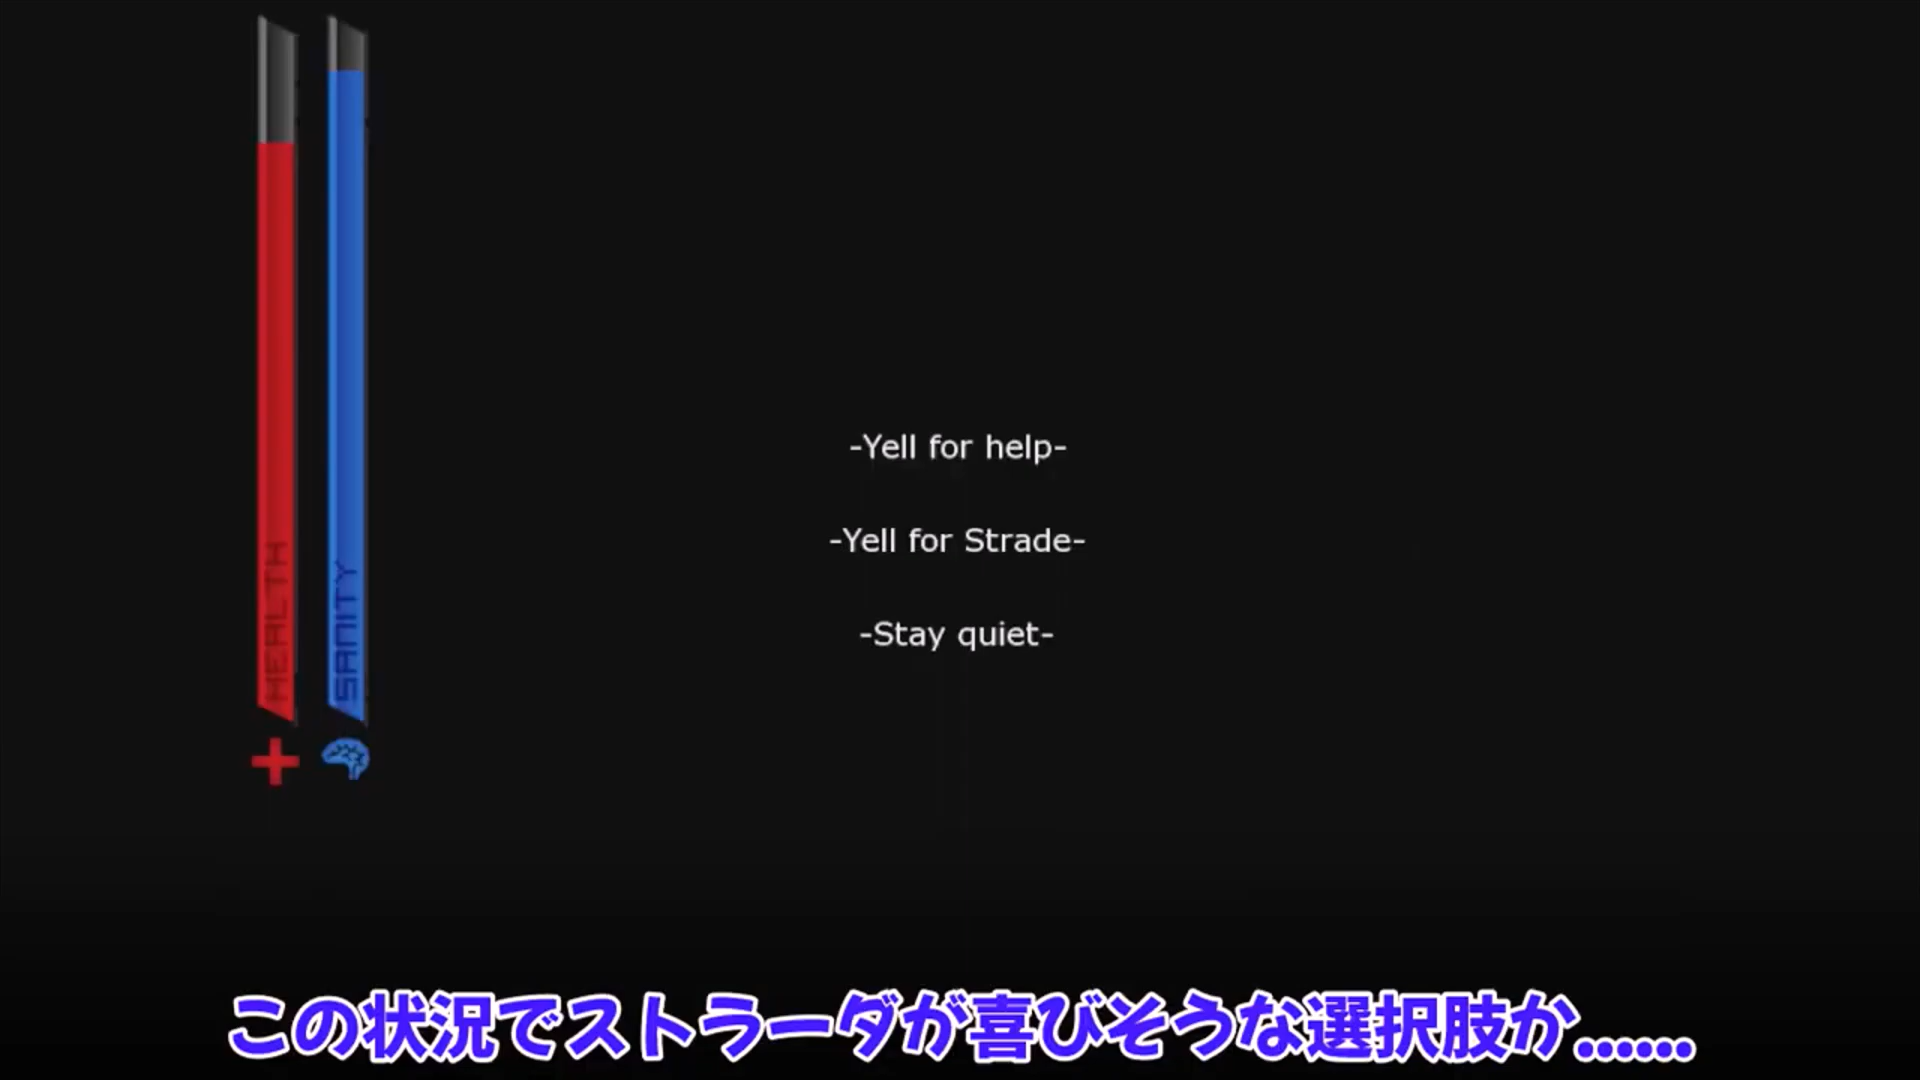 HEALTH
SANITY
-Yell for help-
-Yell for Strade-
-Stay quiet-
この状況でストラーダが喜びそうな選択肢か......